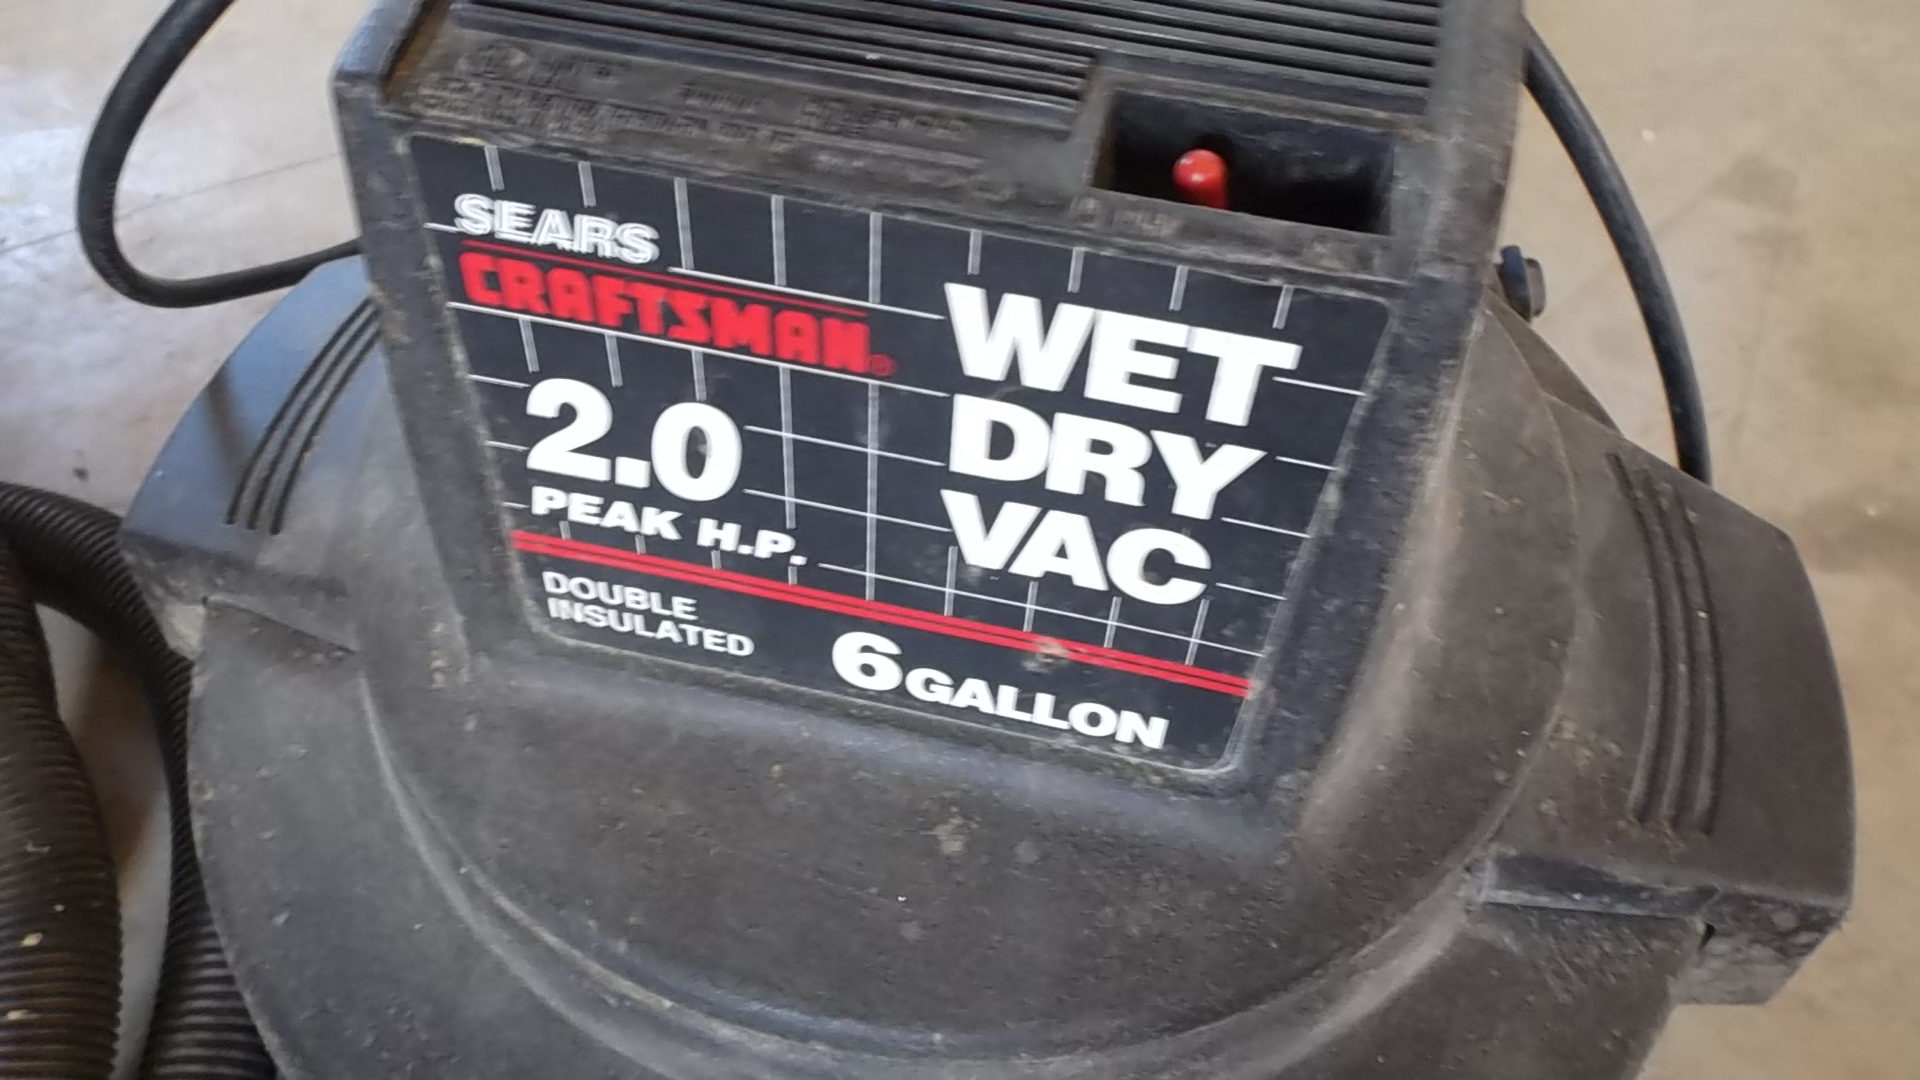 SEARS
CRAFTSMAN®
WET
DRY
VAC
2.0
PEAK H.P.
DOUBLE
INSULATED
6 GALLON